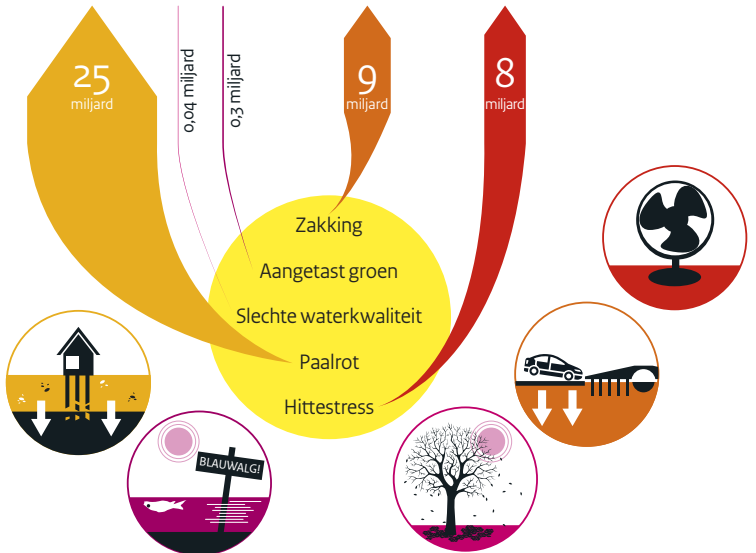 25
miljard
0,04 miljard
0,3 miljard
9
miljard
8
miljard
Zakking
Aangetast groen
Slechte waterkwaliteit
Paalrot
Hittestress
BLAUWALG!